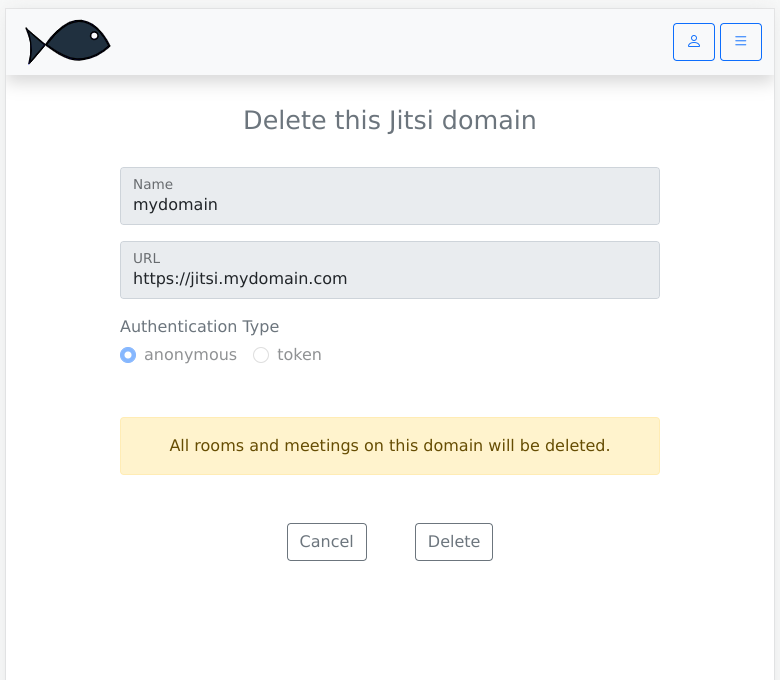 Delete this Jitsi domain
Name
mydomain
URL
https://jitsi.mydomain.com
Authentication Type
anonymous token
All rooms and meetings on this domain will be deleted.
Cancel Delete